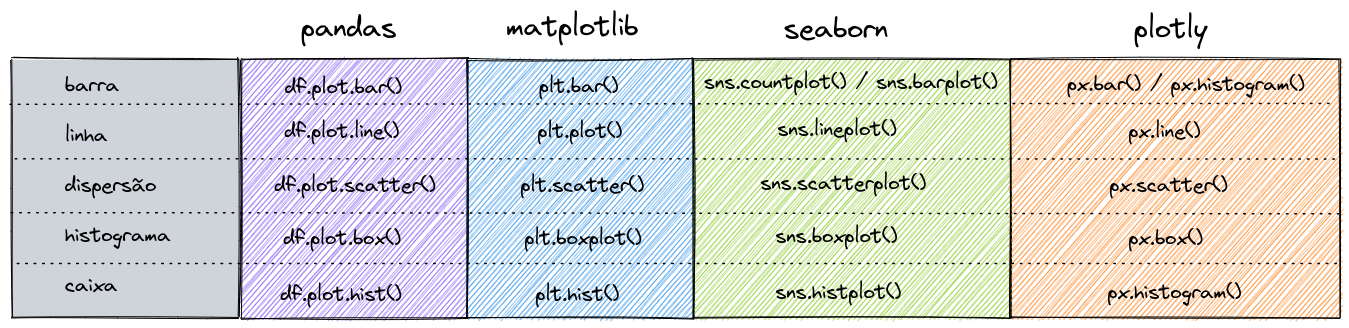 pandas matplotlib seaborn plotly
barra df.plot.bar() plt.bar() sns.countplot() / sns.barplot() px.bar() / px.histogram()
linha df.plot.line() plt.plot() sns.lineplot() px.line()
dispersão df.plot.scatter() plt.scatter() sns.scatterplot() px.scatter()
histograma df.plot.box() plt.boxplot() sns.boxplot() px.box()
caixa df.plot.hist() plt.hist() sns.histplot() px.histogram()